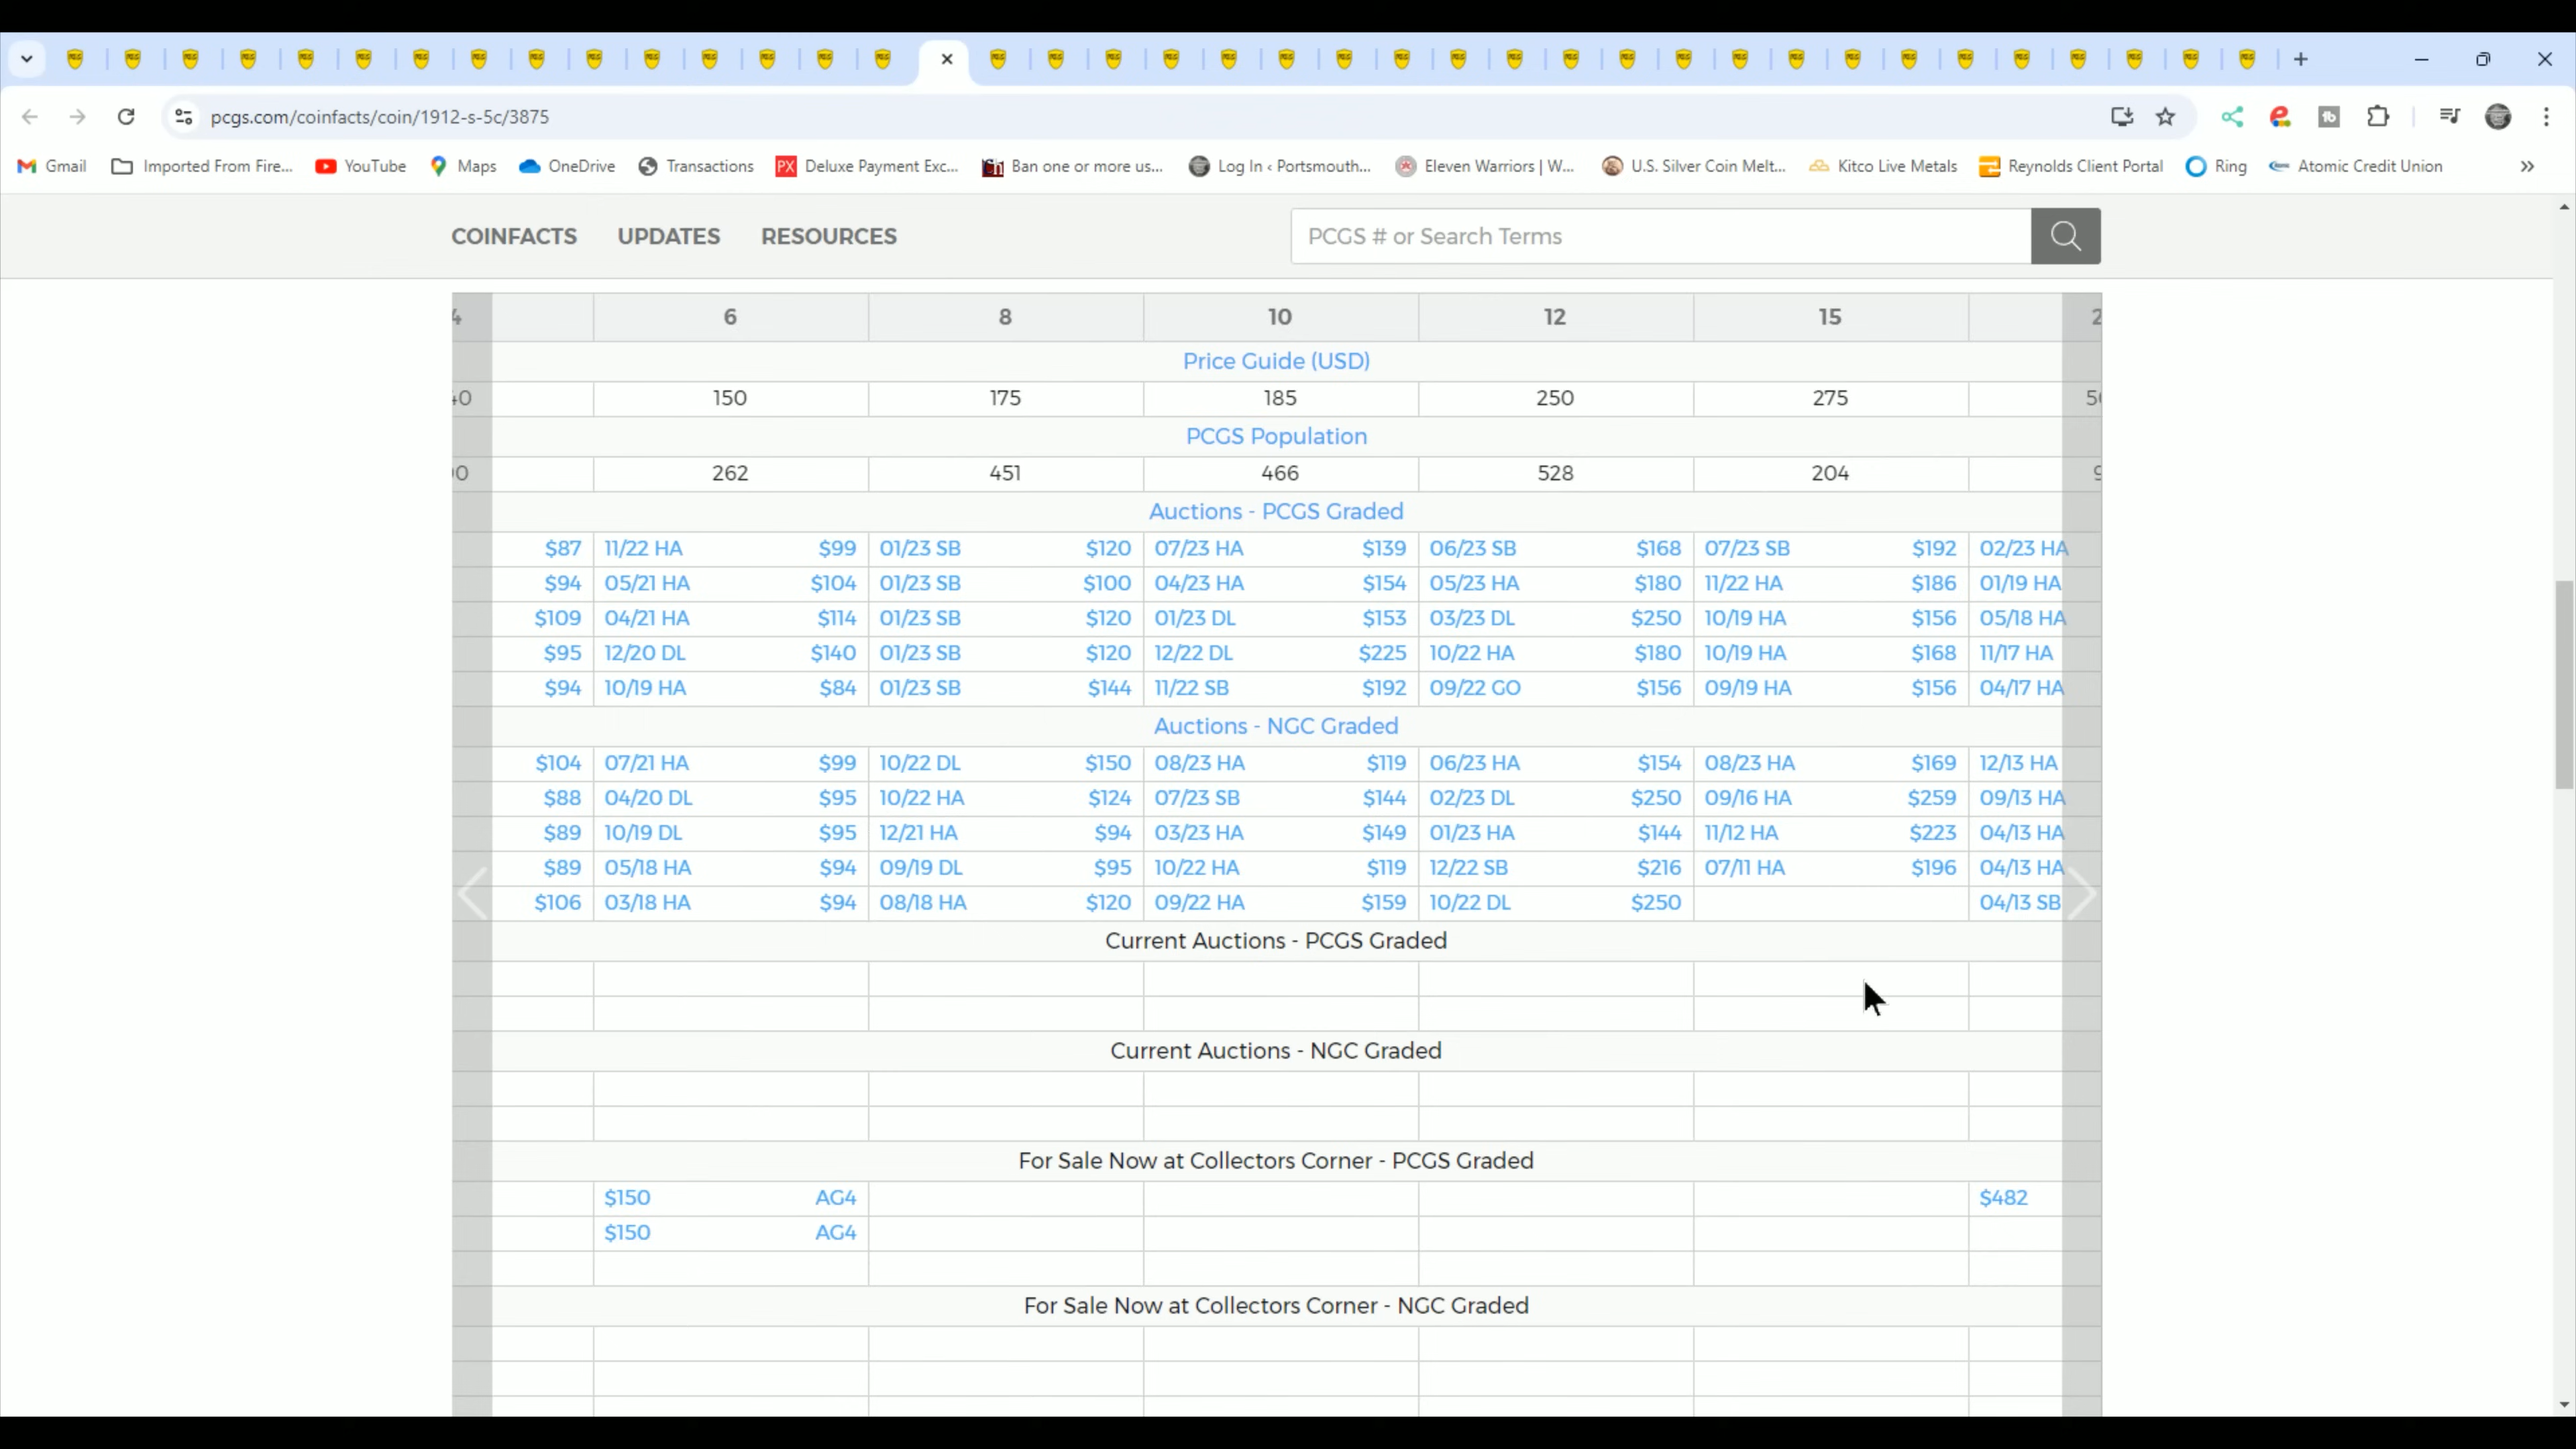 pcgs.com/coinfacts/coin/1912-s-5c/3875
Gmail Imported From Fire... YouTube Maps OneDrive Transactions Deluxe Payment Exc... Ban one or more us... Log In ‹ Portsmouth... Eleven Warriors | W... U.S. Silver Coin Melt... Kitco Live Metals Reynolds Client Portal Ring Atomic Credit Union
COINFACTS UPDATES RESOURCES PCGS # or Search Terms
4 6 8 10 12 15 2
Price Guide (USD)
40 150 175 185 250 275
PCGS Population
262 451 466 528 204 9
Auctions - PCGS Graded
$87 11/22 HA $99 01/23 SB $120 07/23 HA $139 06/23 SB $168 07/23 SB $192 02/23 HA
$94 05/21 HA $104 01/23 SB $100 04/23 HA $154 05/23 HA $180 11/22 HA $186 01/19 HA
$109 04/21 HA $114 01/23 SB $120 01/23 DL $153 03/23 DL $250 10/19 HA $156 05/18 HA
$95 12/20 DL $140 01/23 SB $120 12/22 DL $225 10/22 HA $180 10/19 HA $168 11/17 HA
$94 10/19 HA $84 01/23 SB $144 11/22 SB $192 09/22 GO $156 09/19 HA $156 04/17 HA
Auctions - NGC Graded
$104 07/21 HA $99 10/22 DL $150 08/23 HA $119 06/23 HA $154 08/23 HA $169 12/13 HA
$88 04/20 DL $95 10/22 HA $124 07/23 SB $144 02/23 DL $250 09/16 HA $259 09/13 HA
$89 10/19 DL $95 12/21 HA $94 03/23 HA $149 01/23 HA $144 11/12 HA $223 04/13 HA
$89 05/18 HA $94 09/19 DL $95 10/22 HA $119 12/22 SB $216 07/11 HA $196 04/13 HA
$106 03/18 HA $94 08/18 HA $120 09/22 HA $159 10/22 DL $250 04/13 SB
Current Auctions - PCGS Graded
Current Auctions - NGC Graded
For Sale Now at Collectors Corner - PCGS Graded
$150 AG4 $482
$150 AG4
For Sale Now at Collectors Corner - NGC Graded